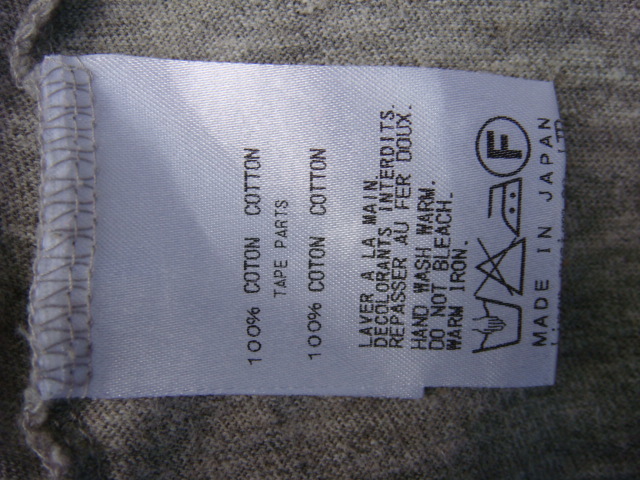 100% COTON COTTON
TAPE PARTS
100% COTON COTTON
LAVER A LA MAIN.
DECOLORANTS INTERDITS.
REPASSER AU FER DOUX.
HAND WASH WARM.
DO NOT BLEACH.
WARM IRON.
F
MADE IN JAPAN